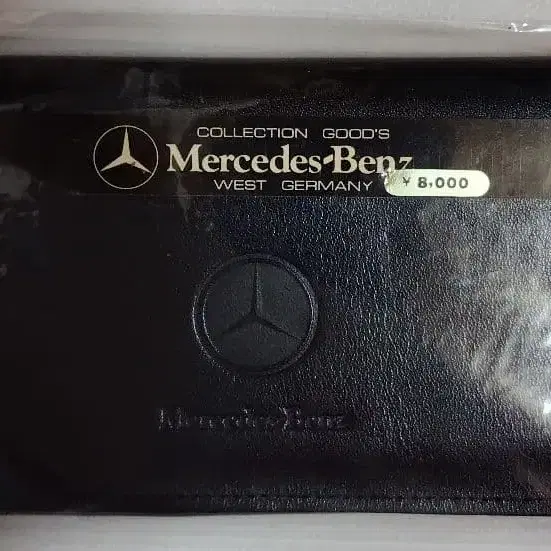 COLLECTION GOOD'S
Mercedes-Benz
WEST GERMANY
¥ 8,000
Mercedes-Benz